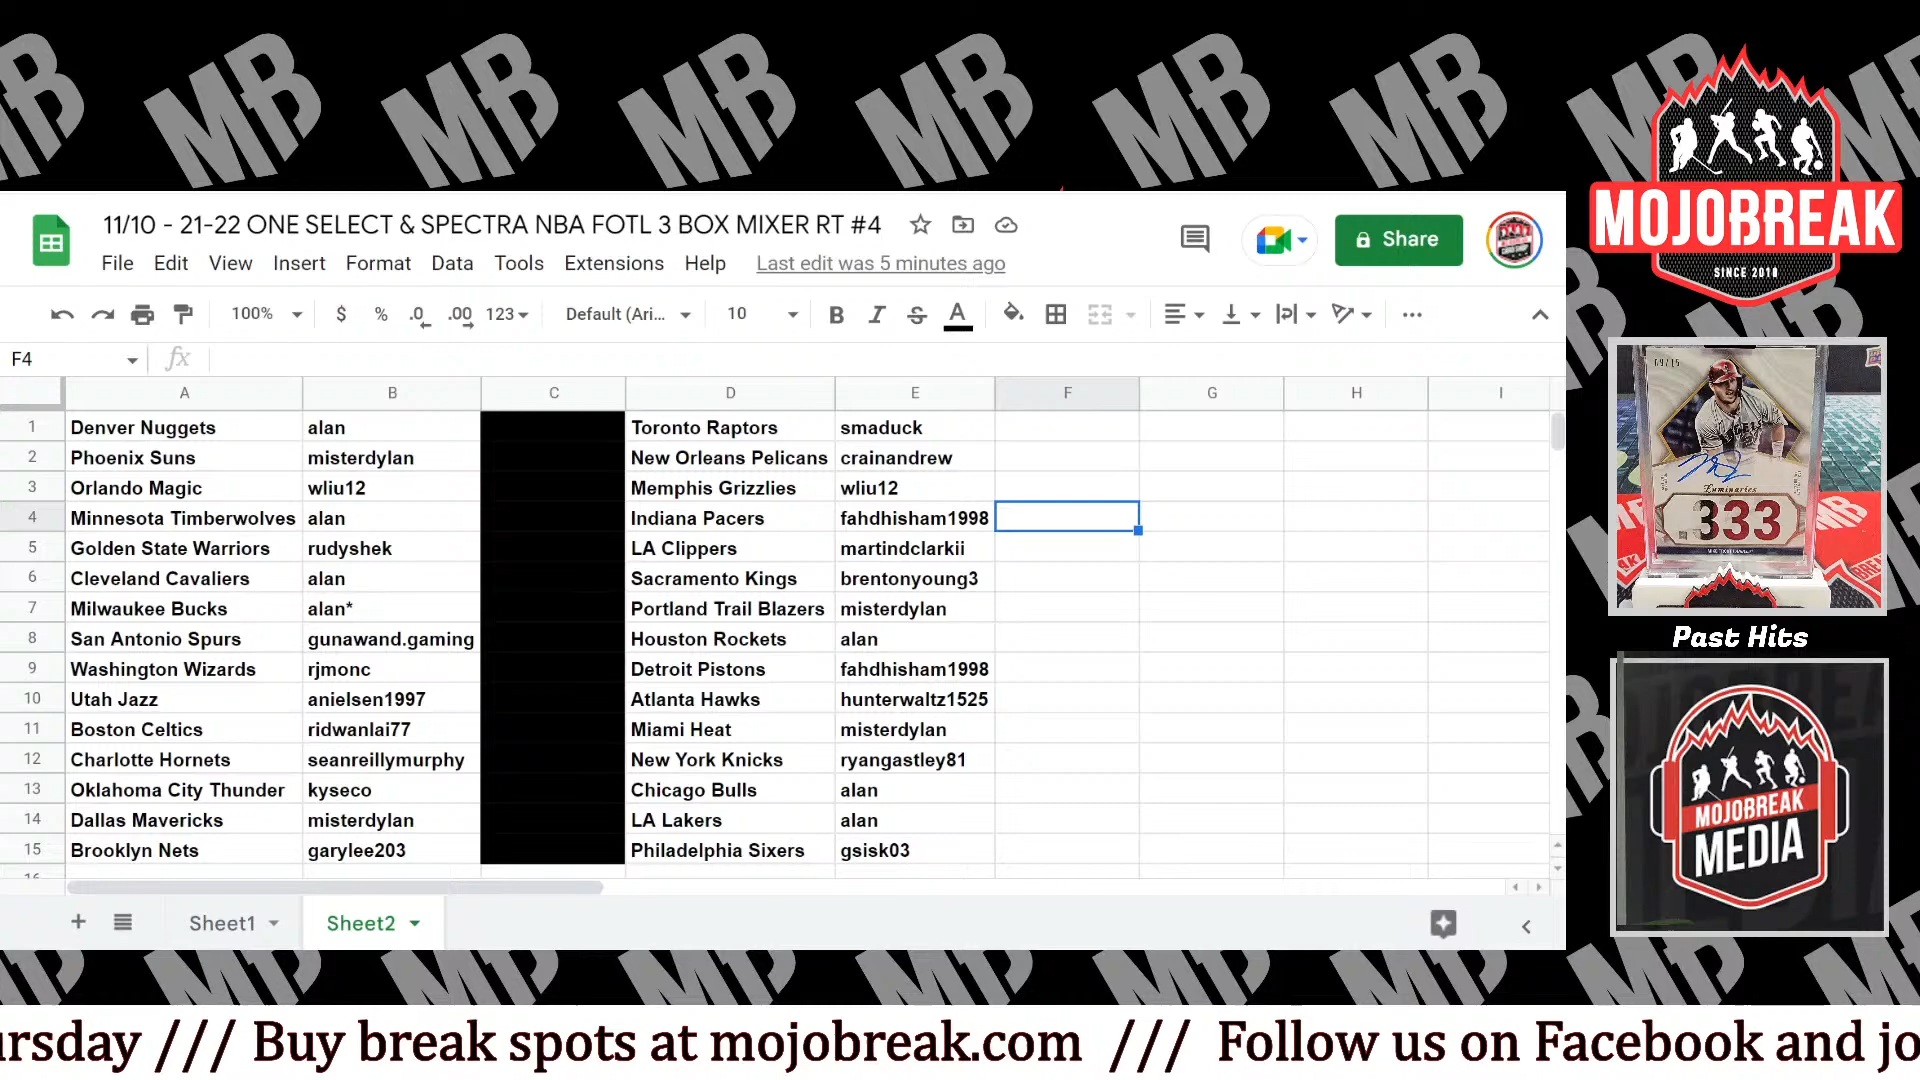 11/10 - 21-22 ONE SELECT & SPECTRA NBA FOTL 3 BOX MIXER RT #4
File Edit View Insert Format Data Tools Extensions Help Last edit was 5 minutes ago
Share
100% $ % .0 .00 123 Default (Ari... 10 B I S A
F4 fx
A B C D E F G H I
1 Denver Nuggets alan Toronto Raptors smaduck
2 Phoenix Suns misterdylan New Orleans Pelicans crainandrew
3 Orlando Magic wliu12 Memphis Grizzlies wliu12
4 Minnesota Timberwolves alan Indiana Pacers fahdhisham1998
5 Golden State Warriors rudyshek LA Clippers martindclarkii
6 Cleveland Cavaliers alan Sacramento Kings brentonyoung3
7 Milwaukee Bucks alan* Portland Trail Blazers misterdylan
8 San Antonio Spurs gunawand.gaming Houston Rockets alan
9 Washington Wizards rjmonc Detroit Pistons fahdhisham1998
10 Utah Jazz anielsen1997 Atlanta Hawks hunterwaltz1525
11 Boston Celtics ridwanlai77 Miami Heat misterdylan
12 Charlotte Hornets seanreillymurphy New York Knicks ryangastley81
13 Oklahoma City Thunder kyseco Chicago Bulls alan
14 Dallas Mavericks misterdylan LA Lakers alan
15 Brooklyn Nets garylee203 Philadelphia Sixers gsisk03
Sheet1 Sheet2
MOJOBREAK
SINCE 2010
Luminaries
333
Past Hits
MOJOBREAK
MEDIA
ursday /// Buy break spots at mojobreak.com /// Follow us on Facebook and jo